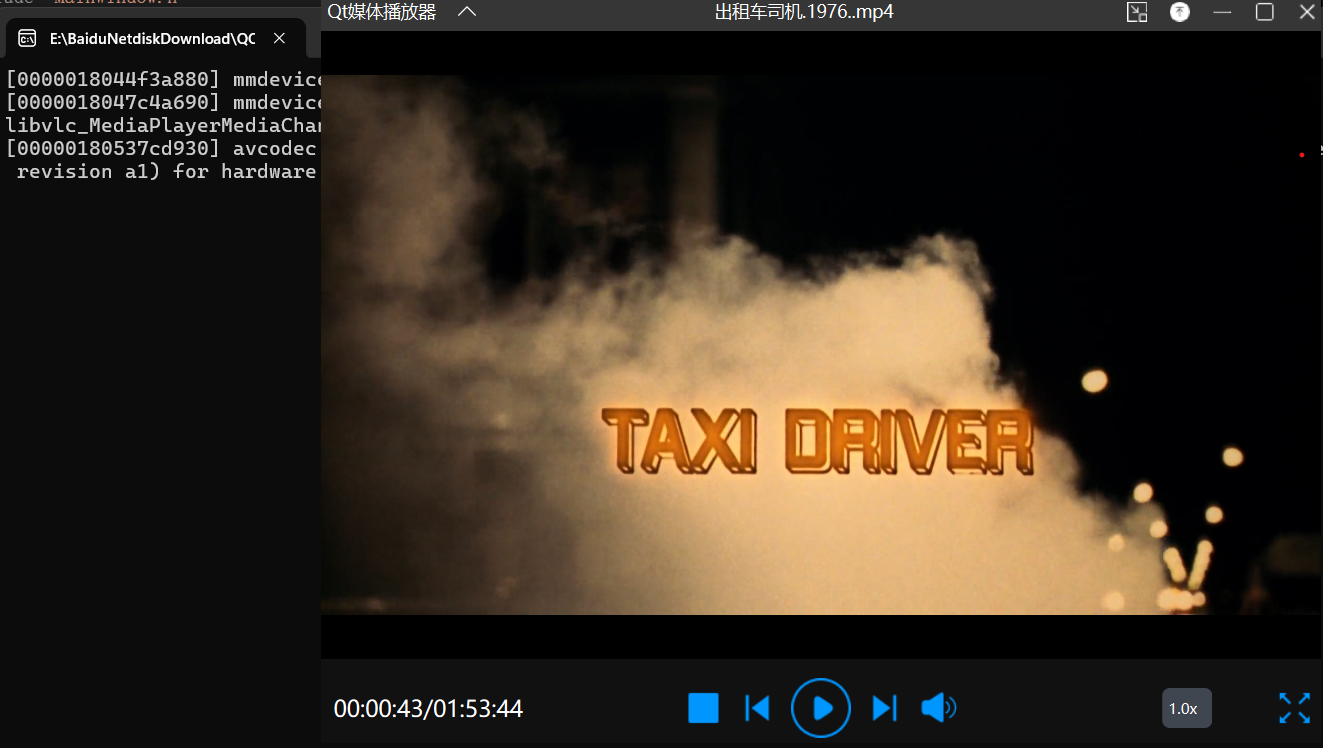 mainwindow.h
E:\BaiduNetdiskDownload\QC
[0000018044f3a880] mmdevice
[0000018047c4a690] mmdevice
libvlc_MediaPlayerMediaChan
[00000180537cd930] avcodec
revision a1) for hardware
Qt媒体播放器
出租车司机.1976..mp4
TAXI DRIVER
00:00:43/01:53:44
1.0x